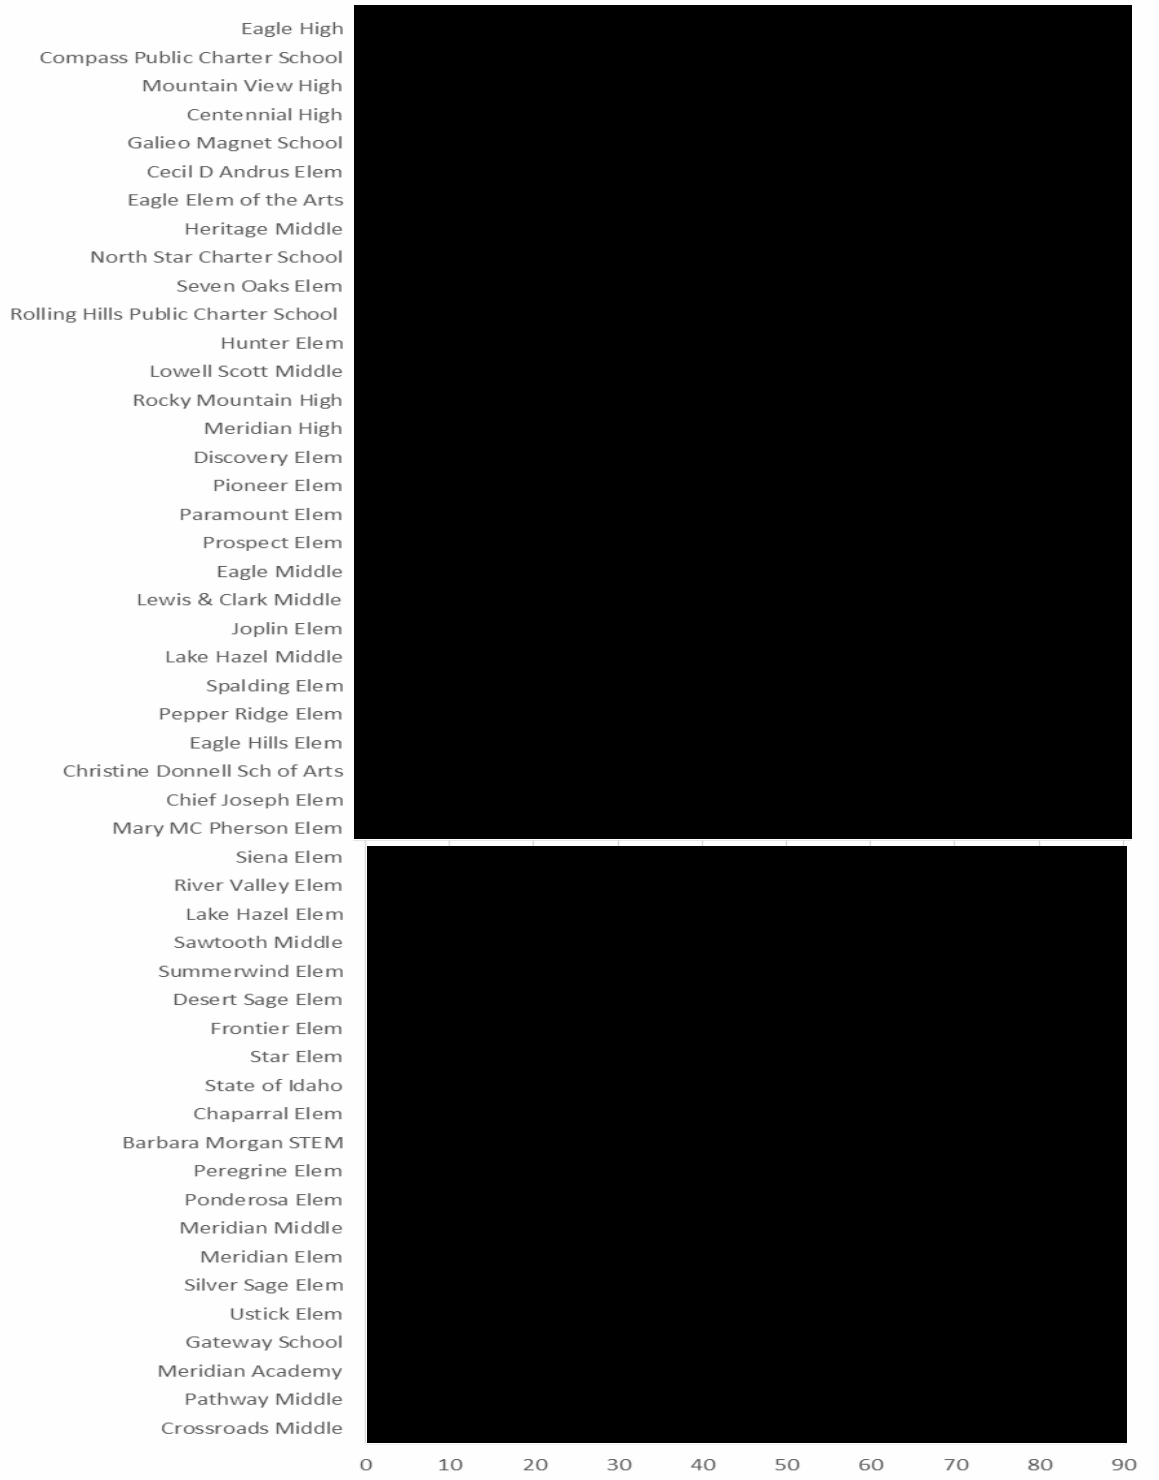 Eagle High
Compass Public Charter School
Mountain View High
Centennial High
Galieo Magnet School
Cecil D Andrus Elem
Eagle Elem of the Arts
Heritage Middle
North Star Charter School
Seven Oaks Elem
Rolling Hills Public Charter School
Hunter Elem
Lowell Scott Middle
Rocky Mountain High
Meridian High
Discovery Elem
Pioneer Elem
Paramount Elem
Prospect Elem
Eagle Middle
Lewis & Clark Middle
Joplin Elem
Lake Hazel Middle
Spalding Elem
Pepper Ridge Elem
Eagle Hills Elem
Christine Donnell Sch of Arts
Chief Joseph Elem
Mary MC Pherson Elem
Siena Elem
River Valley Elem
Lake Hazel Elem
Sawtooth Middle
Summerwind Elem
Desert Sage Elem
Frontier Elem
Star Elem
State of Idaho
Chaparral Elem
Barbara Morgan STEM
Peregrine Elem
Ponderosa Elem
Meridian Middle
Meridian Elem
Silver Sage Elem
Ustick Elem
Gateway School
Meridian Academy
Pathway Middle
Crossroads Middle
0 10 20 30 40 50 60 70 80 90